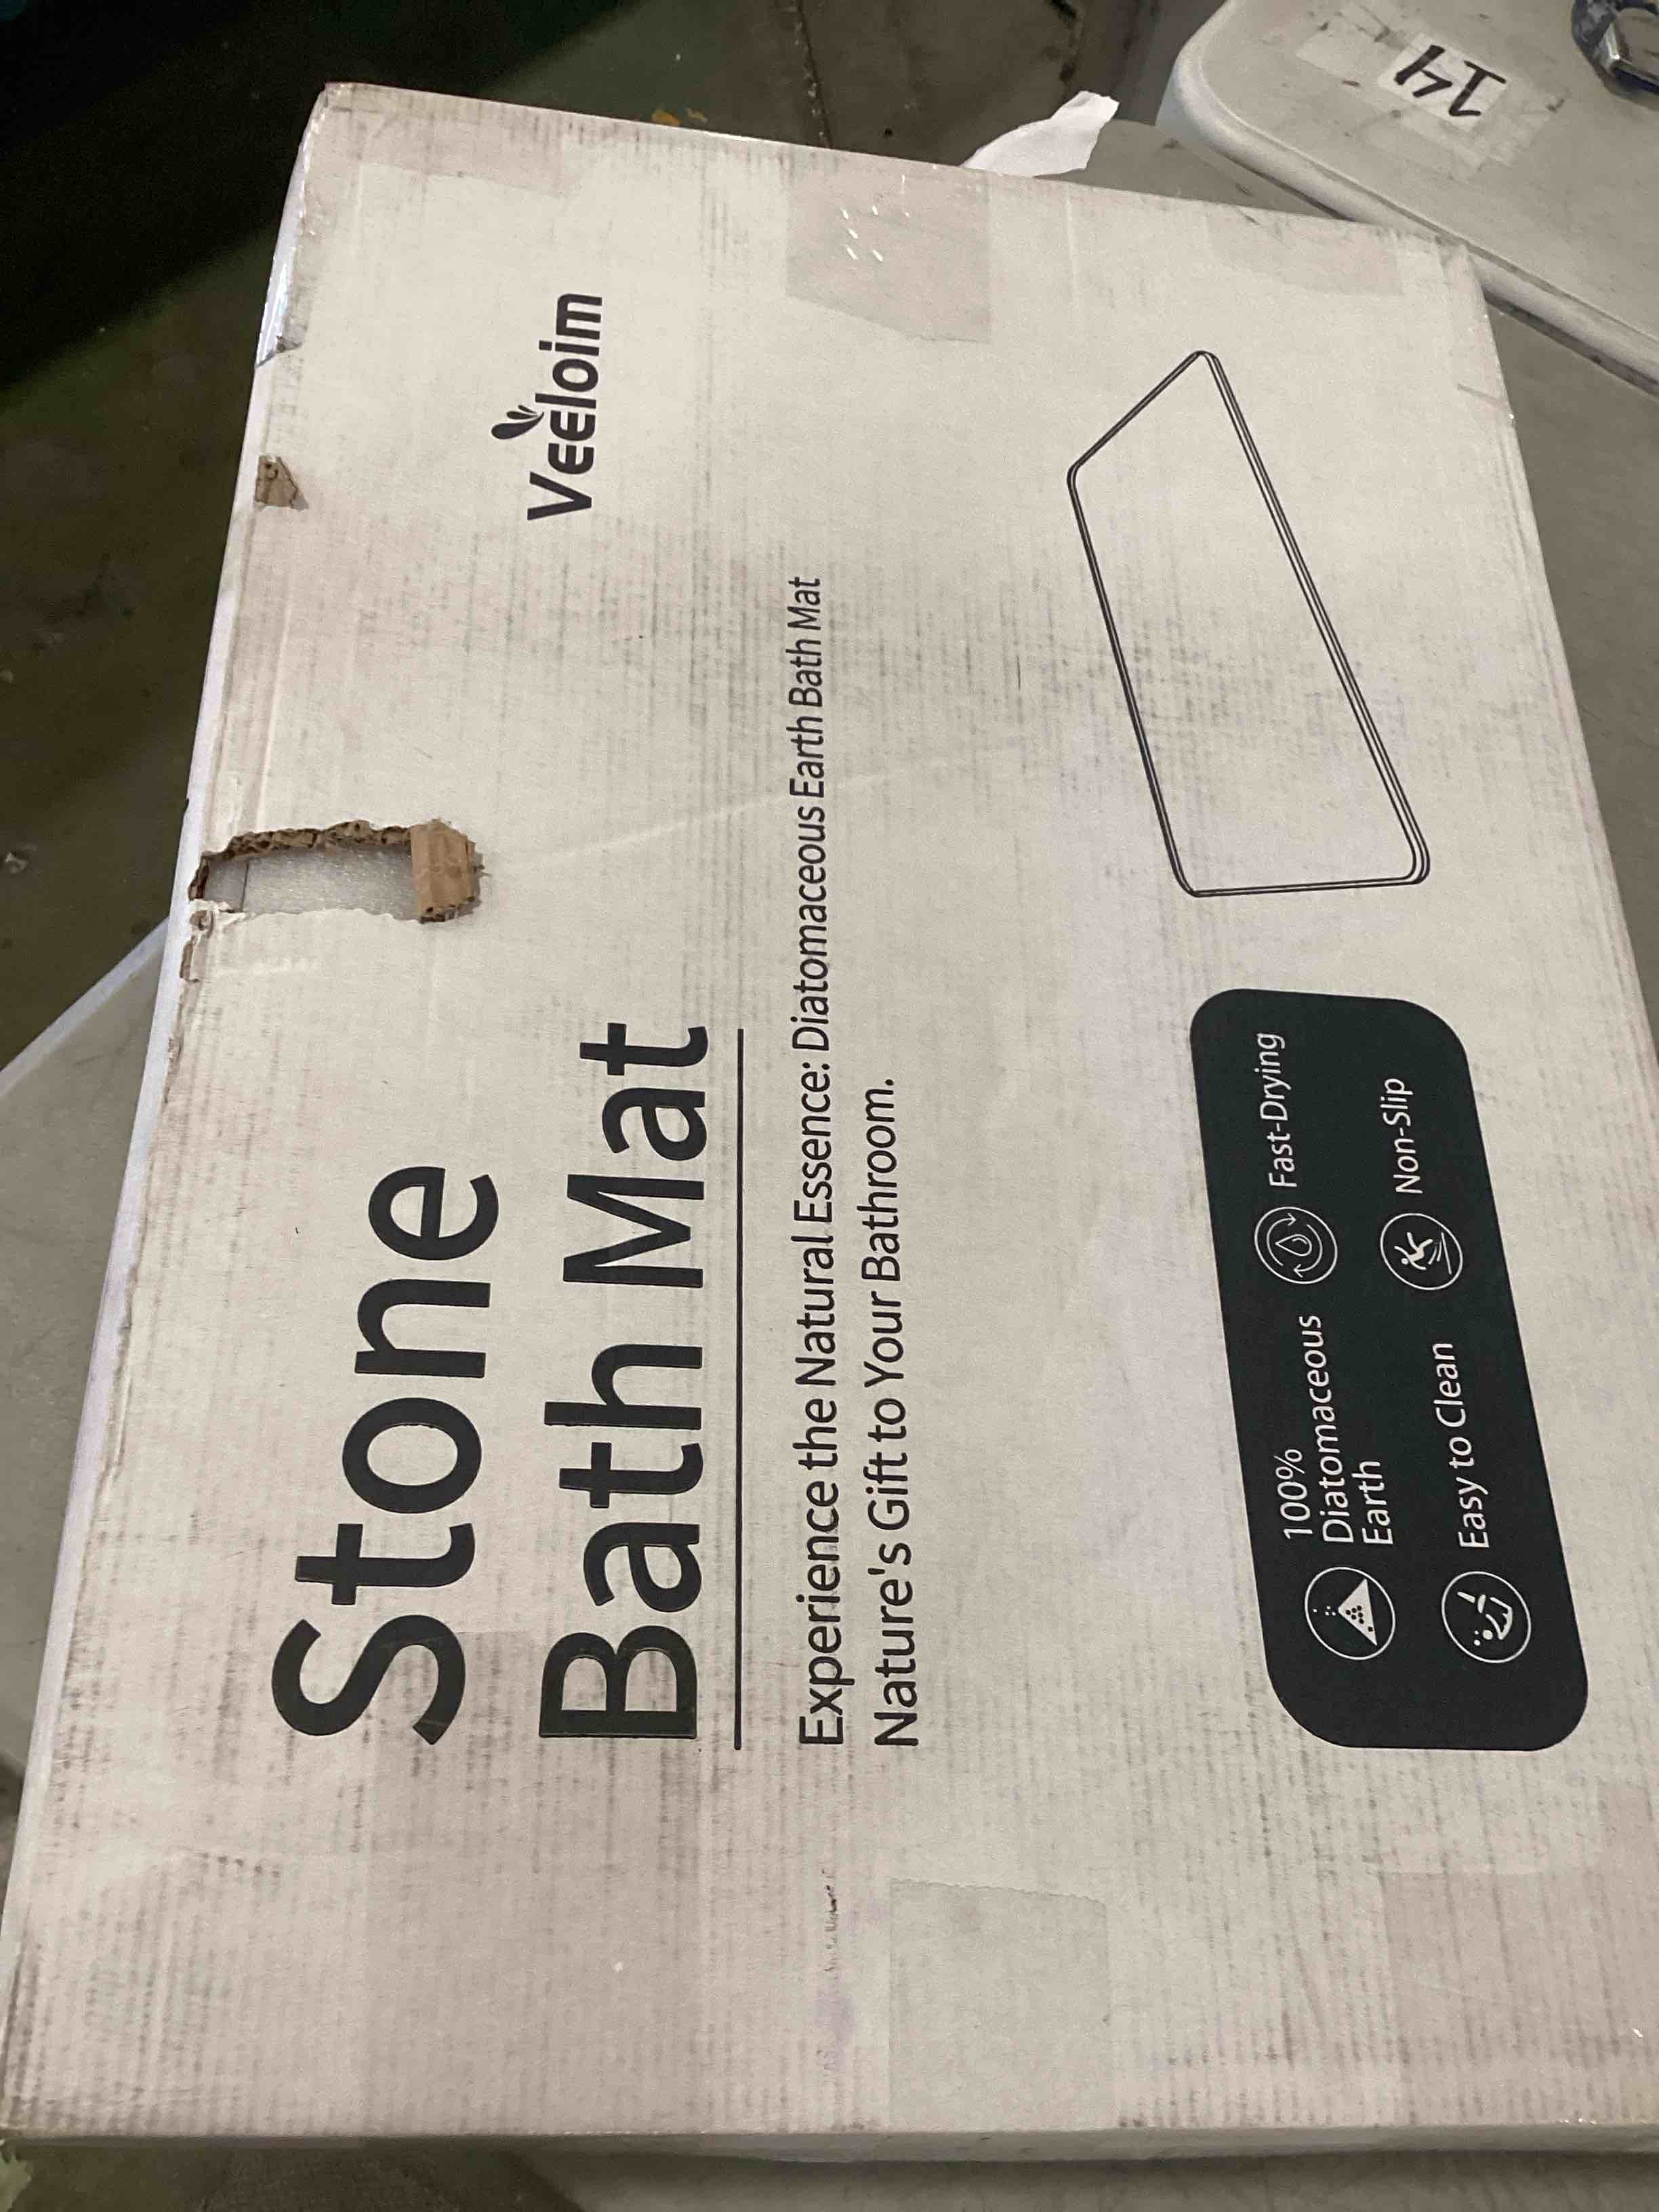 Veeloim
Stone
Bath Mat
Experience the Natural Essence: Diatomaceous Earth Bath Mat
Nature's Gift to Your Bathroom.
100%
Diatomaceous
Earth
Fast-Drying
Easy to Clean
Non-Slip
14